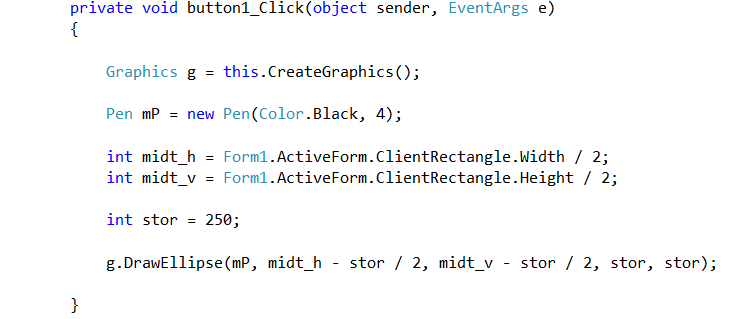 private void button1_Click(object sender, EventArgs e)
{
Graphics g = this.CreateGraphics();
Pen mP = new Pen(Color.Black, 4);
int midt_h = Form1.ActiveForm.ClientRectangle.Width / 2;
int midt_v = Form1.ActiveForm.ClientRectangle.Height / 2;
int stor = 250;
g.DrawEllipse(mP, midt_h - stor / 2, midt_v - stor / 2, stor, stor);
}